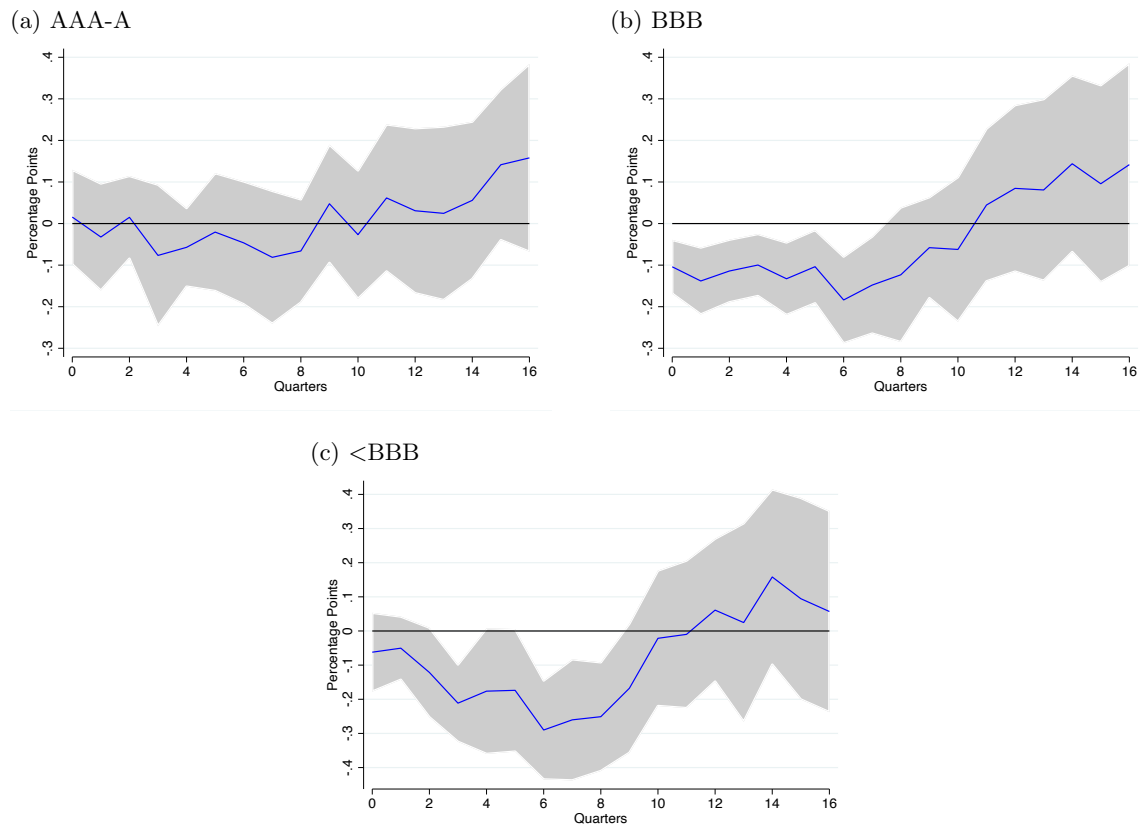 (a) AAA-A
.4
.3
.2
.1
0
-.1
-.2
-.3
Percentage Points
0 2 4 6 8 10 12 14 16
Quarters
(b) BBB
.4
.3
.2
.1
0
-.1
-.2
-.3
Percentage Points
0 2 4 6 8 10 12 14 16
Quarters
(c) <BBB
.4
.3
.2
.1
0
-.1
-.2
-.3
-.4
Percentage Points
0 2 4 6 8 10 12 14 16
Quarters